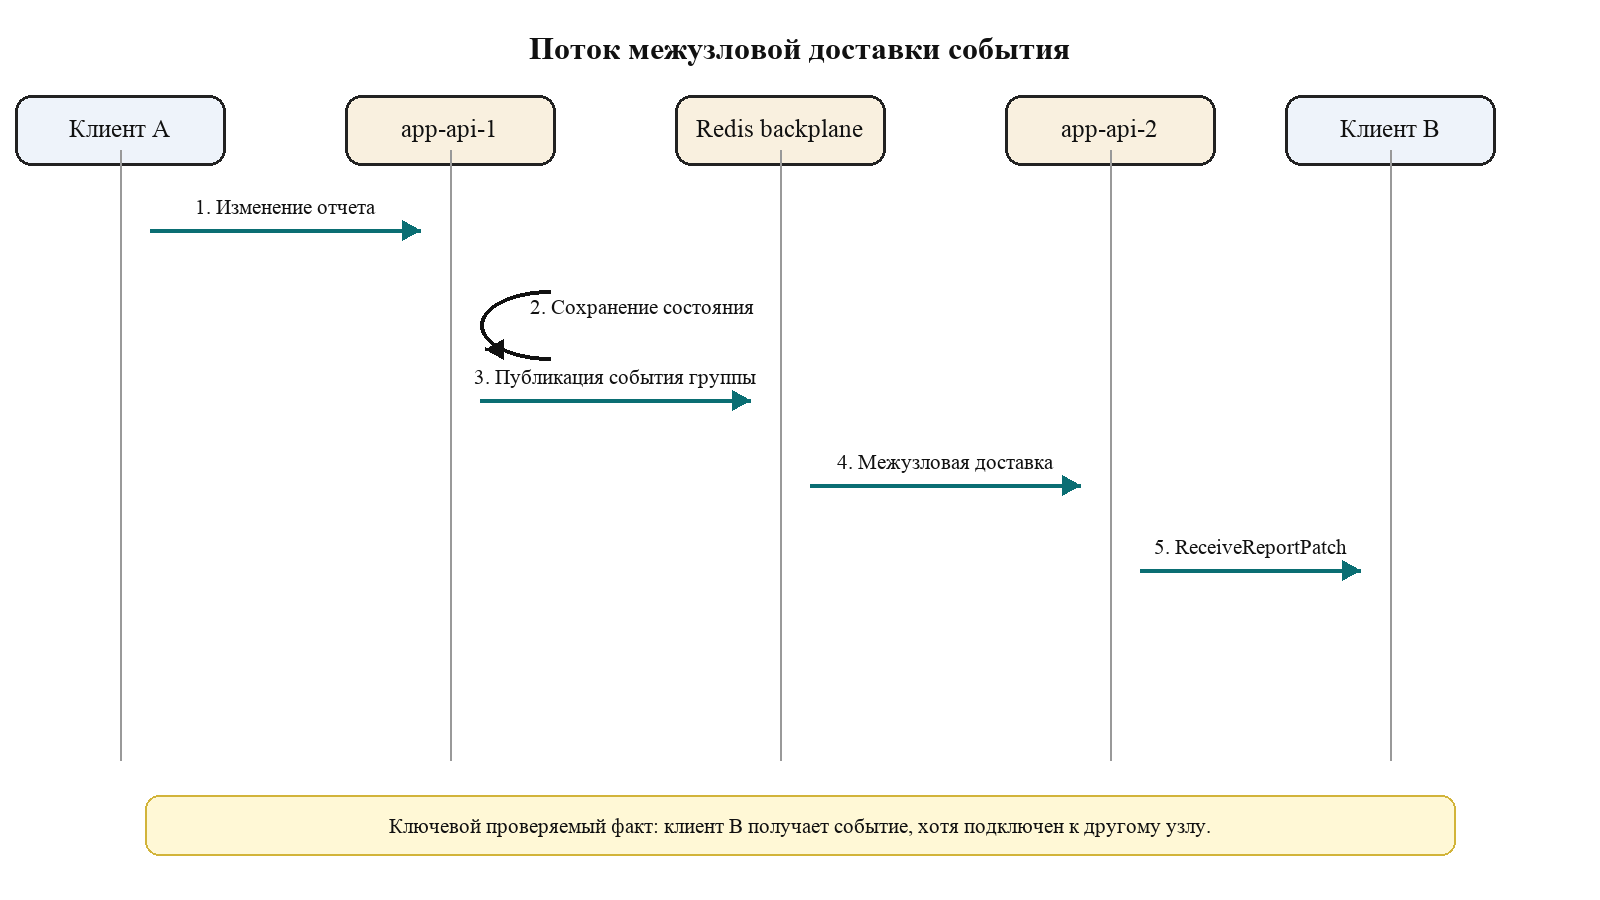 Поток межузловой доставки события
Клиент A
app-api-1
Redis backplane
app-api-2
Клиент B
1. Изменение отчета
2. Сохранение состояния
3. Публикация события группы
4. Межузловая доставка
5. ReceiveReportPatch
Ключевой проверяемый факт: клиент B получает событие, хотя подключен к другому узлу.